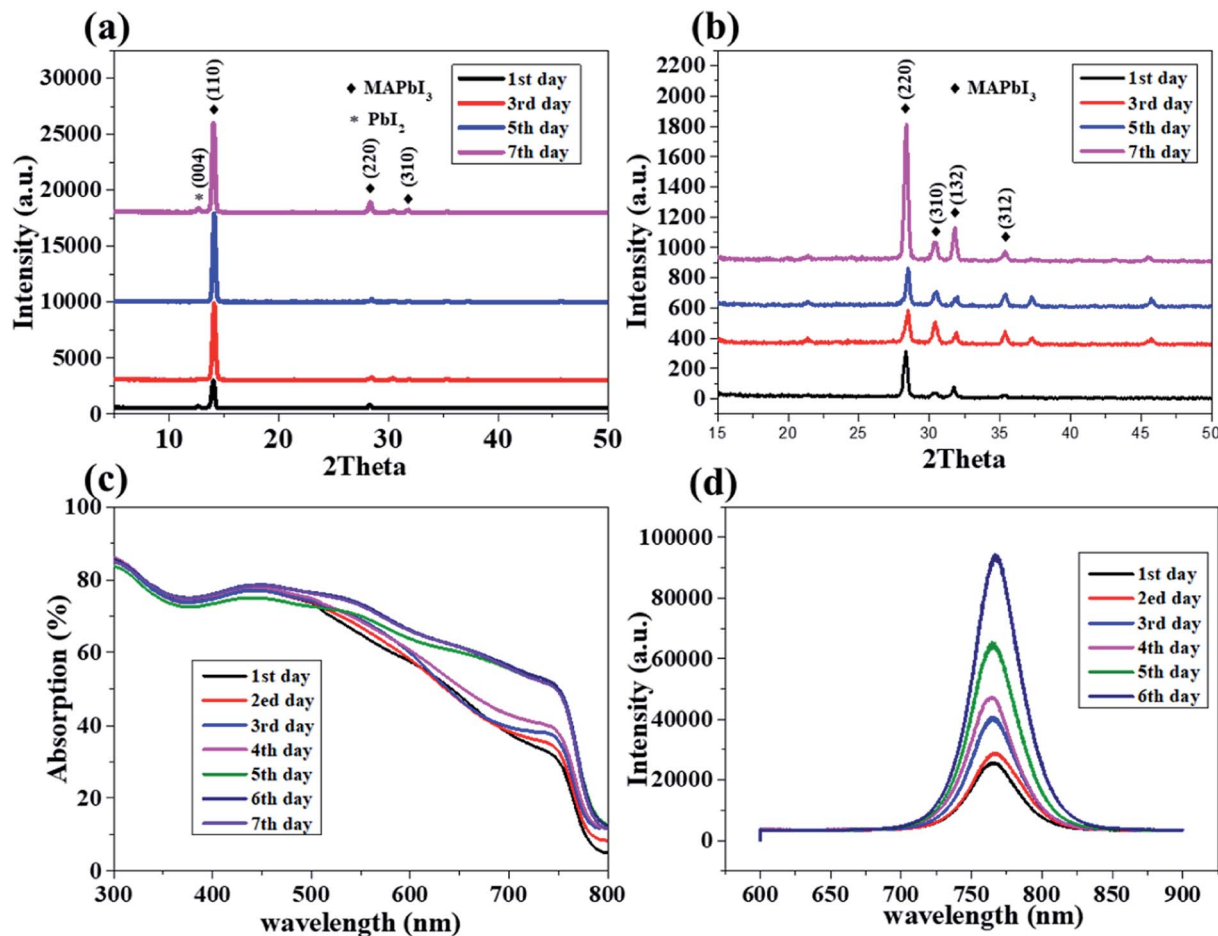 (a)
30000
25000
20000
15000
10000
5000
0
Intensity (a.u.)
(004)
(110)
(220)
(310)
◆ MAPbI3
* PbI2
1st day
3rd day
5th day
7th day
10
20
30
40
50
2Theta
(b)
2200
2000
1800
1600
1400
1200
1000
800
600
400
200
0
Intensity (a.u.)
(220)
(310)
(132)
(312)
◆ MAPbI3
1st day
3rd day
5th day
7th day
15
20
25
30
35
40
45
50
2Theta
(c)
100
80
60
40
20
0
Absorption (%)
1st day
2ed day
3rd day
4th day
5th day
6th day
7th day
300
400
500
600
700
800
wavelength (nm)
(d)
100000
80000
60000
40000
20000
0
Intensity (a.u.)
1st day
2ed day
3rd day
4th day
5th day
6th day
600
650
700
750
800
850
900
wavelength (nm)